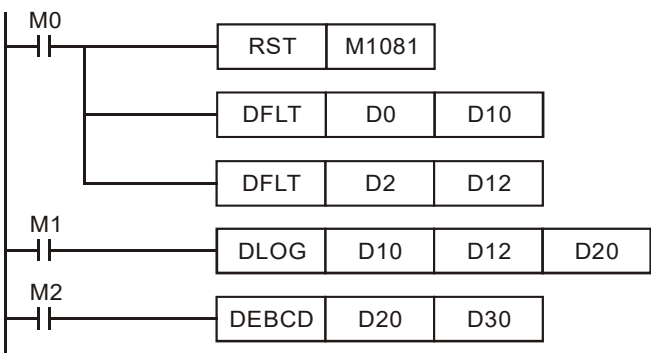 M0
RST M1081
DFLT D0 D10
DFLT D2 D12
M1
DLOG D10 D12 D20
M2
DEBCD D20 D30